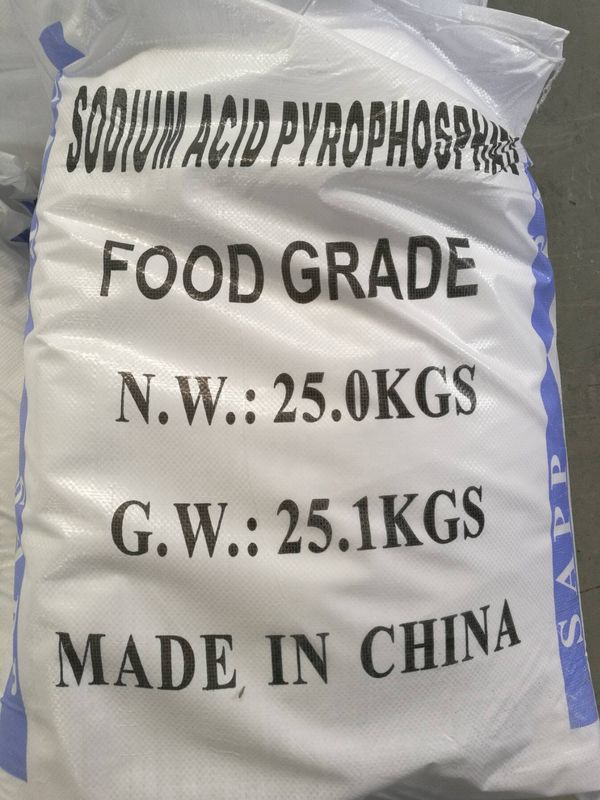 SODIUM ACID PYROPHOSPHATE
FOOD GRADE
N.W.: 25.0KGS
G.W.: 25.1KGS
MADE IN CHINA
SAPP